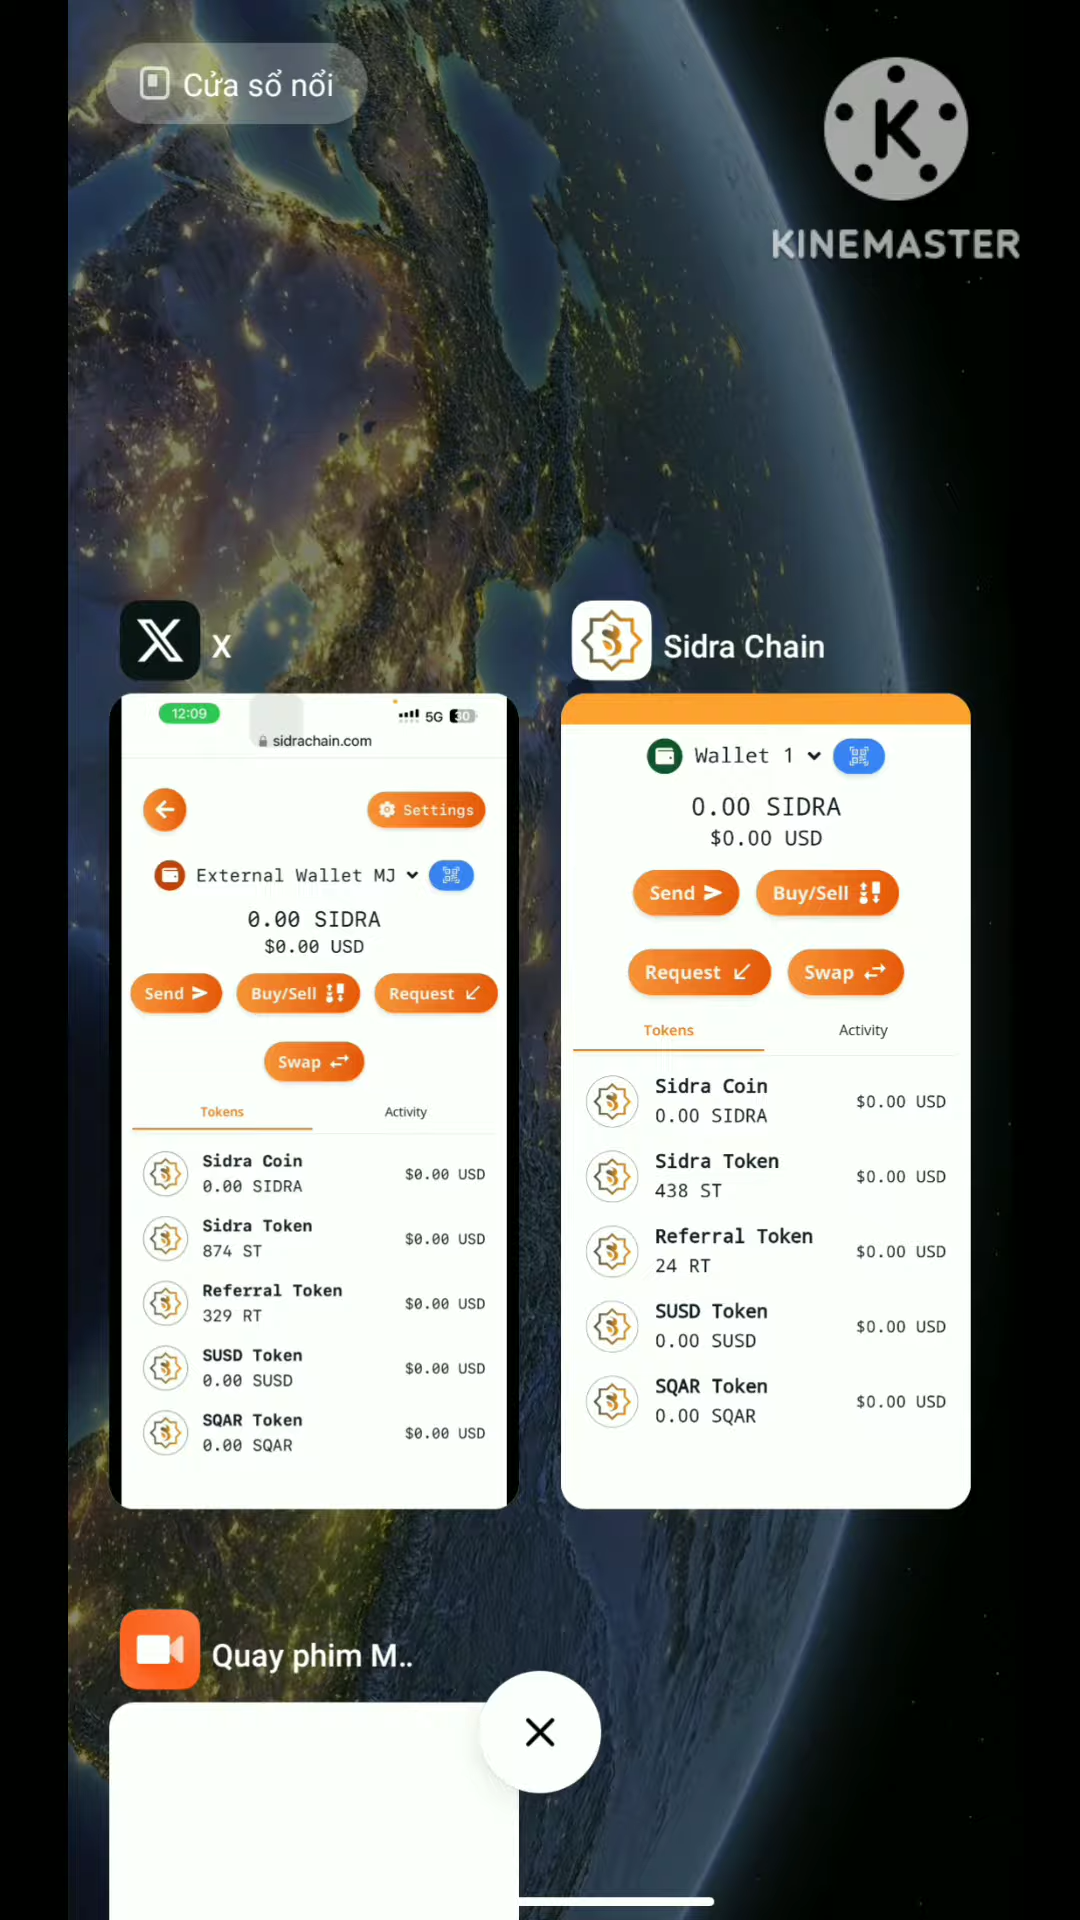 Cửa sổ nổi
K
KINEMASTER
X
Sidra Chain
12:09
5G 30
sidrachain.com
Settings
External Wallet MJ
0.00 SIDRA
$0.00 USD
Send
Buy/Sell
Request
Swap
Tokens
Activity
Sidra Coin
0.00 SIDRA
$0.00 USD
Sidra Token
874 ST
$0.00 USD
Referral Token
329 RT
$0.00 USD
SUSD Token
0.00 SUSD
$0.00 USD
SQAR Token
0.00 SQAR
$0.00 USD
Wallet 1
0.00 SIDRA
$0.00 USD
Send
Buy/Sell
Request
Swap
Tokens
Activity
Sidra Coin
0.00 SIDRA
$0.00 USD
Sidra Token
438 ST
$0.00 USD
Referral Token
24 RT
$0.00 USD
SUSD Token
0.00 SUSD
$0.00 USD
SQAR Token
0.00 SQAR
$0.00 USD
Quay phim M..